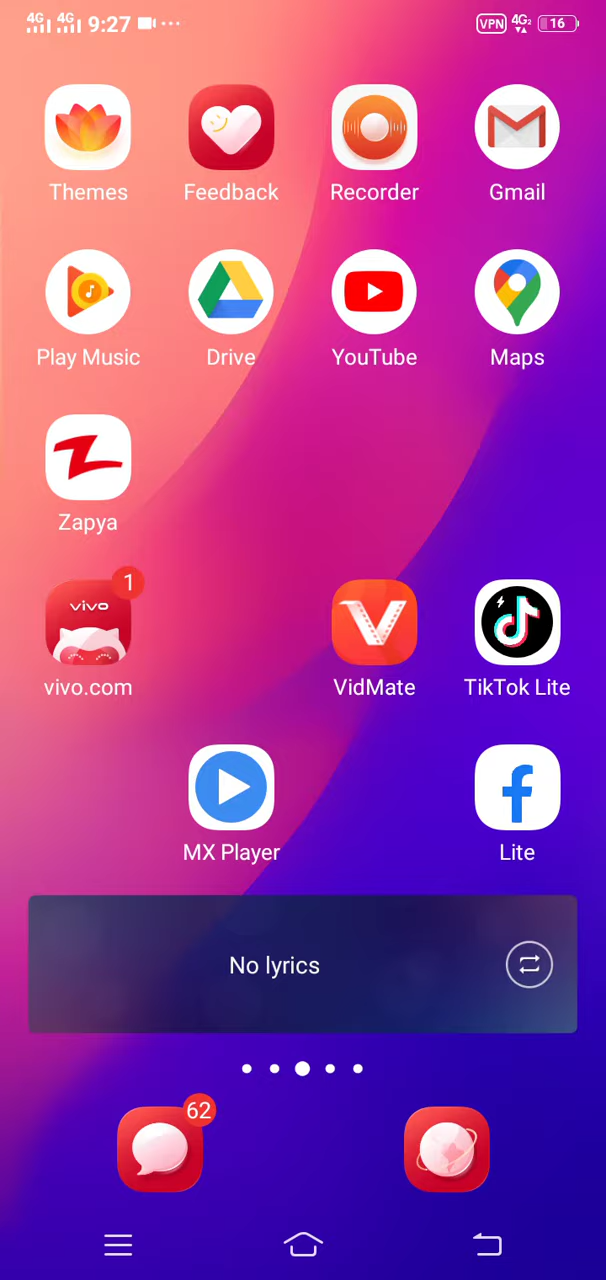 4G 4G 9:27 VPN 4G2 16
Themes Feedback Recorder Gmail
Play Music Drive YouTube Maps
Zapya
1
vivo
vivo.com VidMate TikTok Lite
MX Player Lite
No lyrics
62